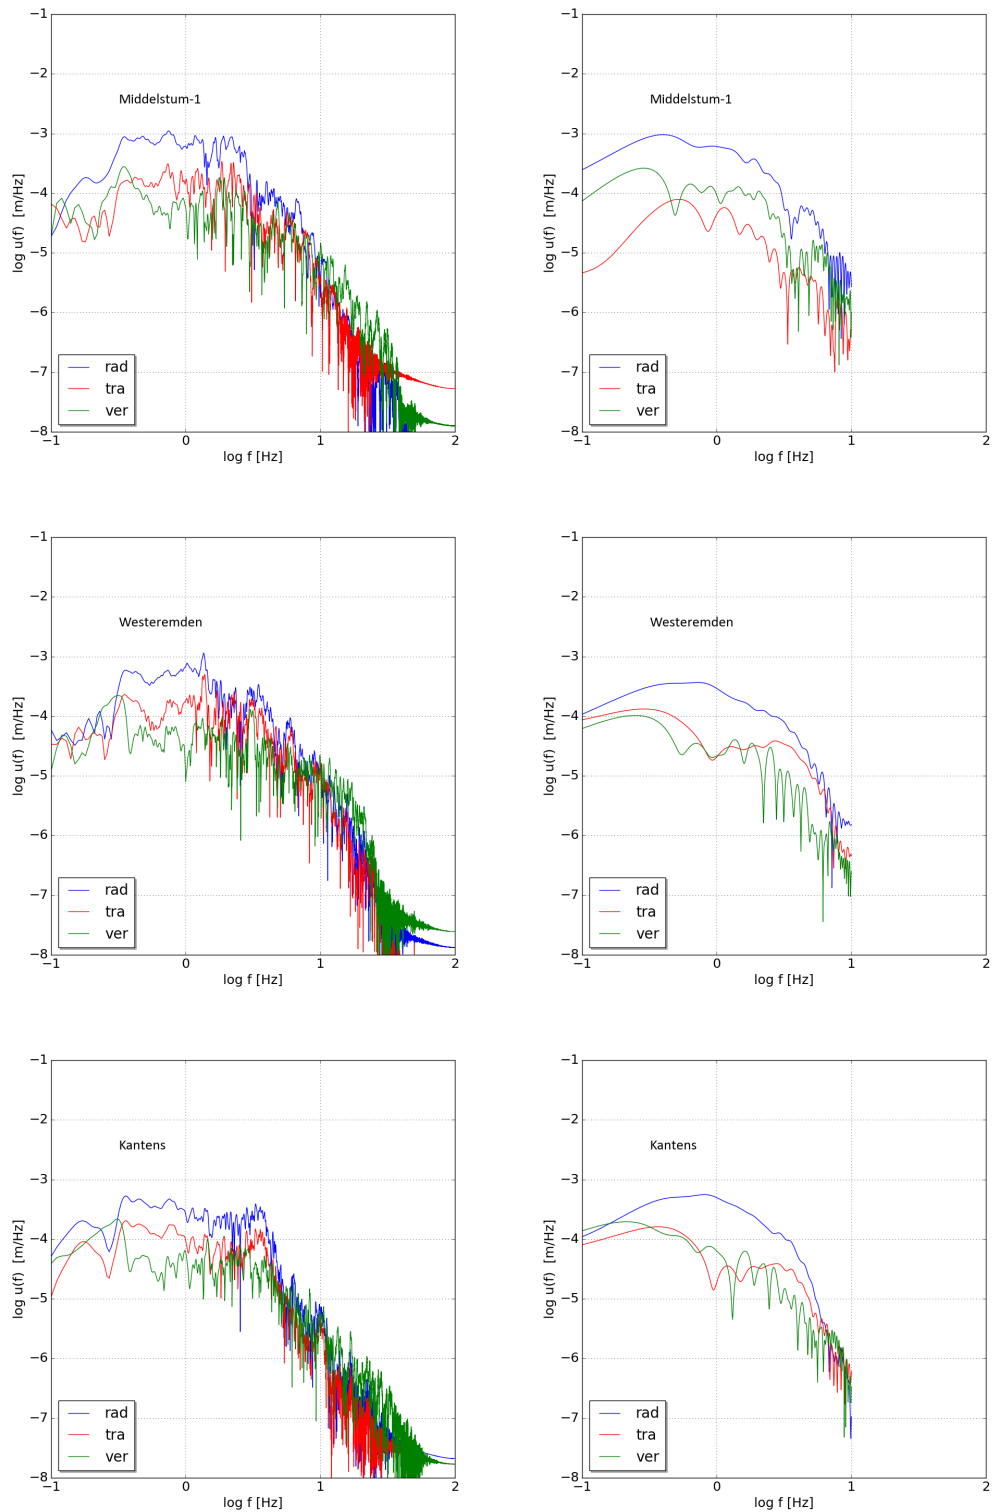 −1
−2
−3
−4
−5
−6
−7
−8
log u(f) [m/Hz]
Middelstum-1
rad
tra
ver
−1 0 1 2
log f [Hz]
−1
−2
−3
−4
−5
−6
−7
−8
log u(f) [m/Hz]
Middelstum-1
rad
tra
ver
−1 0 1 2
log f [Hz]
−1
−2
−3
−4
−5
−6
−7
−8
log u(f) [m/Hz]
Westeremden
rad
tra
ver
−1 0 1 2
log f [Hz]
−1
−2
−3
−4
−5
−6
−7
−8
log u(f) [m/Hz]
Westeremden
rad
tra
ver
−1 0 1 2
log f [Hz]
−1
−2
−3
−4
−5
−6
−7
−8
log u(f) [m/Hz]
Kantens
rad
tra
ver
−1 0 1 2
log f [Hz]
−1
−2
−3
−4
−5
−6
−7
−8
log u(f) [m/Hz]
Kantens
rad
tra
ver
−1 0 1 2
log f [Hz]